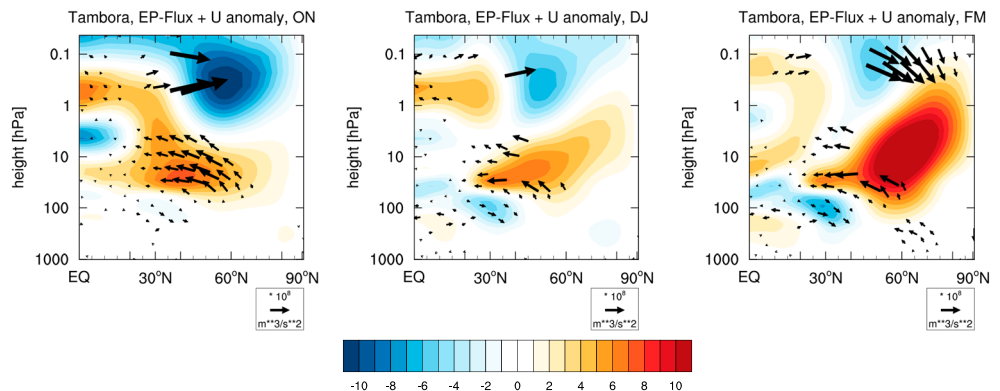 Tambora, EP-Flux + U anomaly, ON
Tambora, EP-Flux + U anomaly, DJ
Tambora, EP-Flux + U anomaly, FM
height [hPa]
0.1
1
10
100
1000
EQ 30°N 60°N 90°N
height [hPa]
0.1
1
10
100
1000
EQ 30°N 60°N 90°N
height [hPa]
0.1
1
10
100
1000
EQ 30°N 60°N 90°N
* 10⁸
m**3/s**2
* 10⁸
m**3/s**2
* 10⁸
m**3/s**2
-10 -8 -6 -4 -2 0 2 4 6 8 10